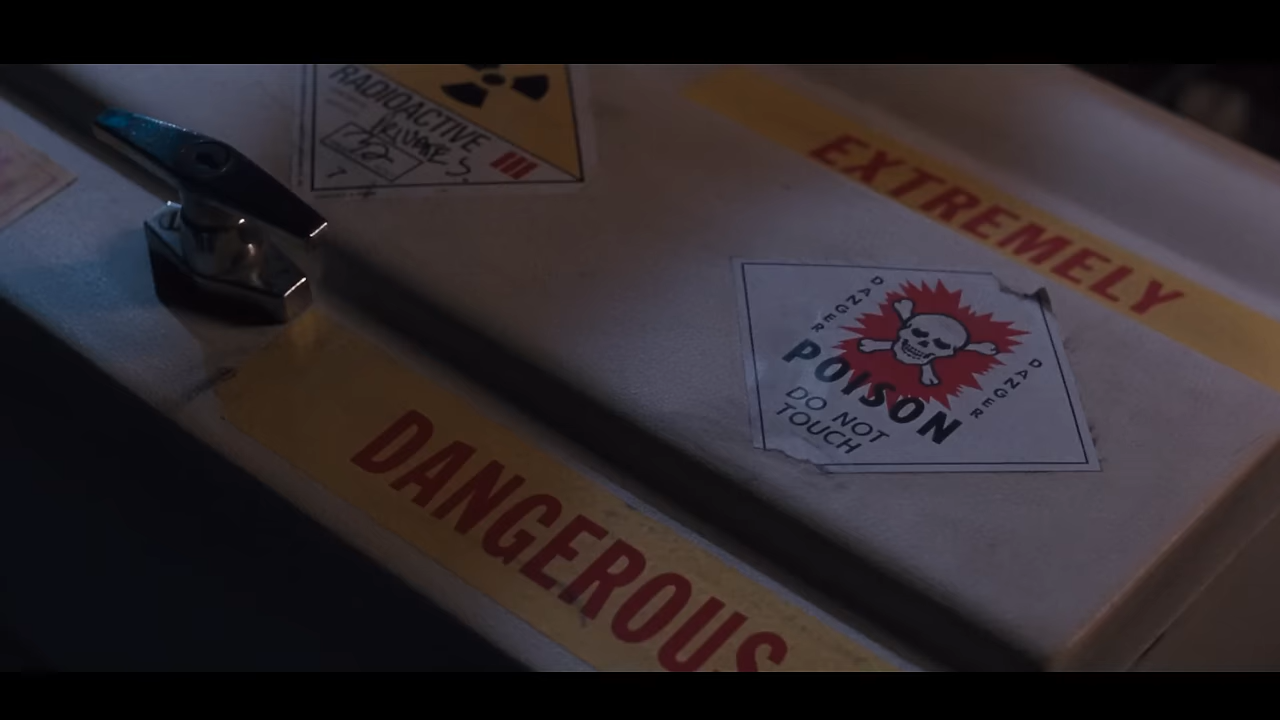 RADIOACTIVE
III
EXTREMELY
DANGER
DANGER
POISON
DO NOT
TOUCH
DANGEROUS